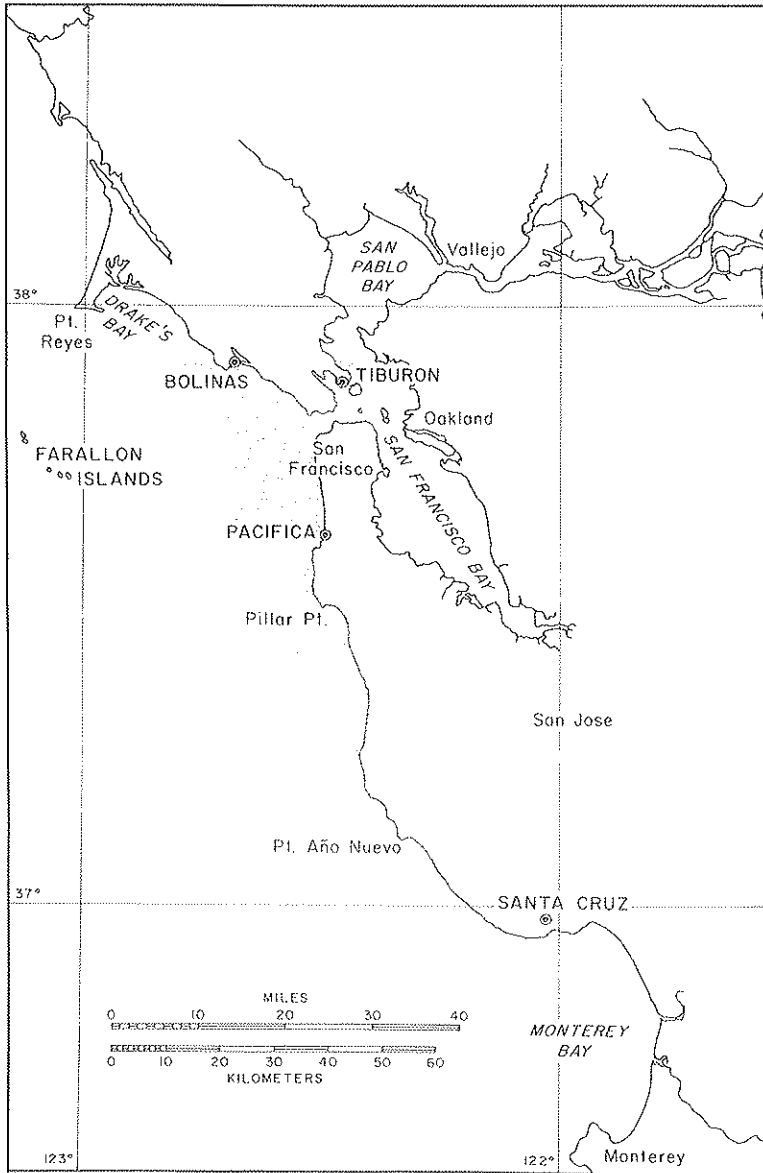 SAN
PABLO
BAY
Vallejo
38°
Pt.
Reyes
DRAKE'S
BAY
BOLINAS
TIBURON
Oakland
FARALLON
ISLANDS
San
Francisco
SAN FRANCISCO BAY
PACIFICA
Pillar Pt.
San Jose
Pt. Año Nuevo
37°
SANTA CRUZ
MILES
0 10 20 30 40
0 10 20 30 40 50 60
KILOMETERS
MONTEREY
BAY
123°
122°
Monterey